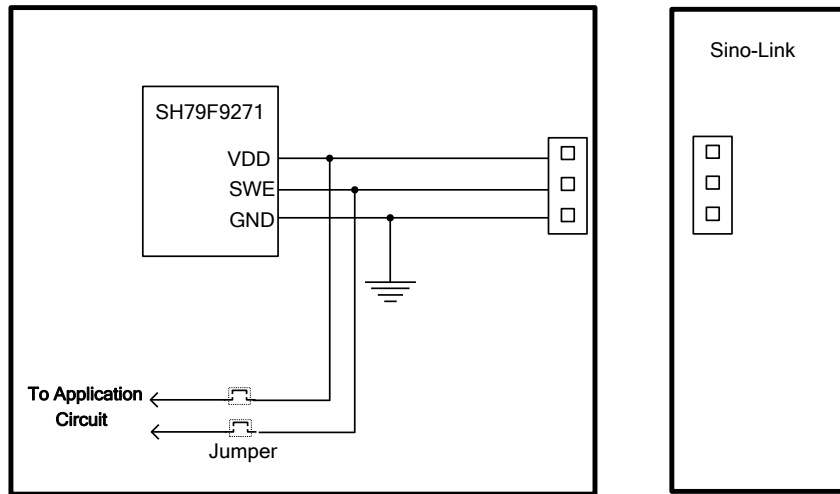 SH79F9271
VDD
SWE
GND
To Application
Circuit
Jumper
Sino-Link